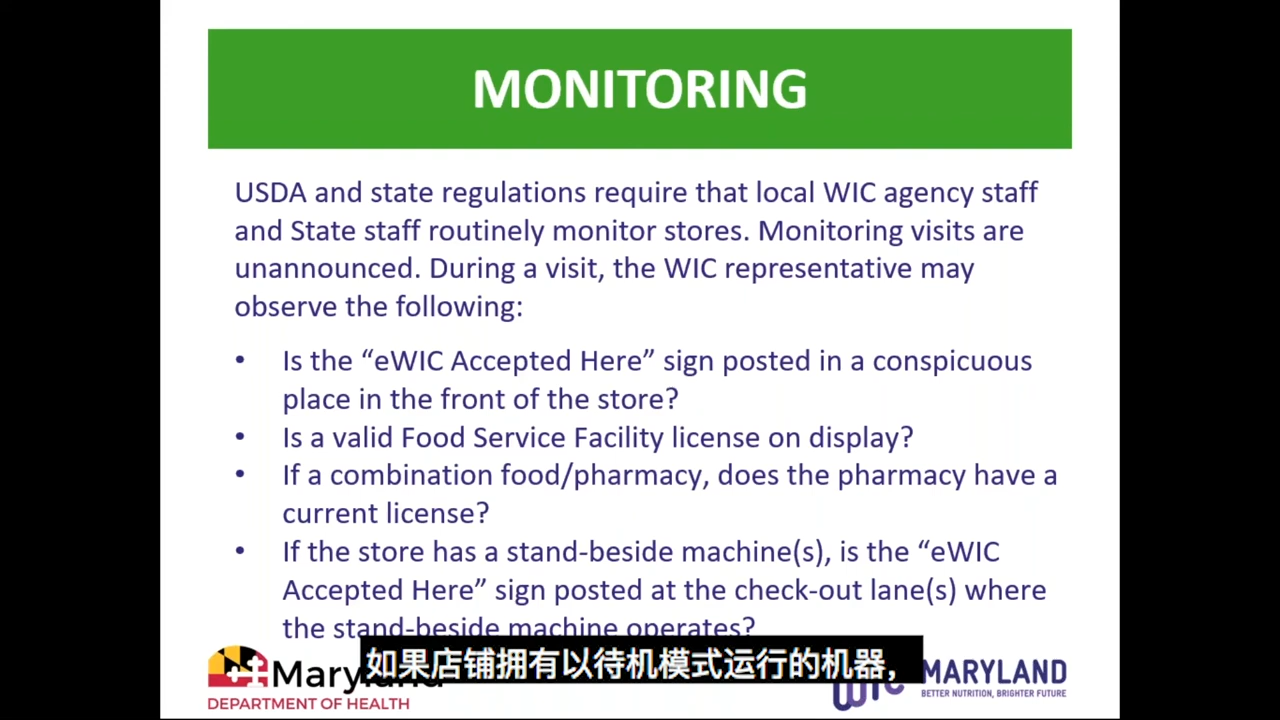 MONITORING
USDA and state regulations require that local WIC agency staff
and State staff routinely monitor stores. Monitoring visits are
unannounced. During a visit, the WIC representative may
observe the following:
• Is the “eWIC Accepted Here” sign posted in a conspicuous
place in the front of the store?
• Is a valid Food Service Facility license on display?
• If a combination food/pharmacy, does the pharmacy have a
current license?
• If the store has a stand-beside machine(s), is the “eWIC
Accepted Here” sign posted at the check-out lane(s) where
the stand-beside machine operates?
如果店铺拥有以待机模式运行的机器,
Maryland
DEPARTMENT OF HEALTH
WIC MARYLAND
BETTER NUTRITION, BRIGHTER FUTURE